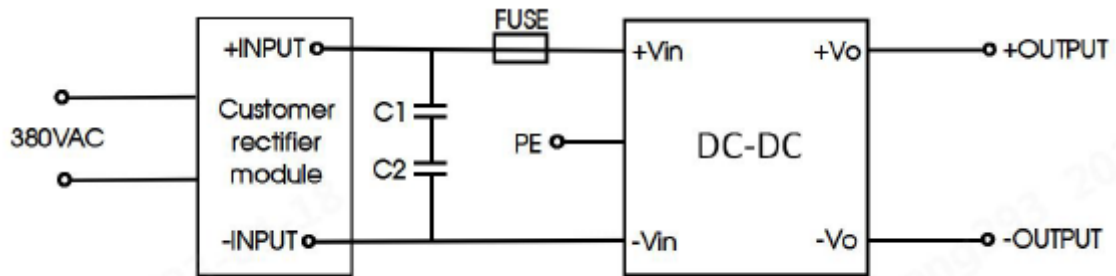 FUSE
+INPUT
+Vin
+Vo
+OUTPUT
380VAC
Customer
rectifier
module
C1
C2
PE
DC-DC
-INPUT
-Vin
-Vo
-OUTPUT